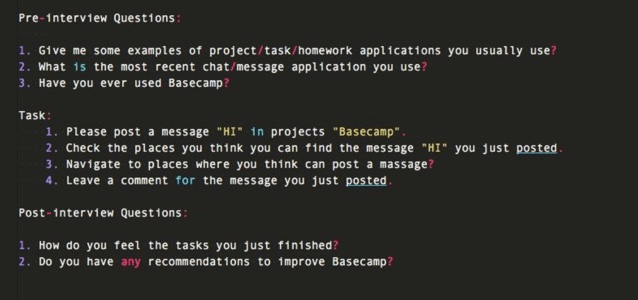 Pre-interview Questions:
1. Give me some examples of project/task/homework applications you usually use?
2. What is the most recent chat/message application you use?
3. Have you ever used Basecamp?
Task:
1. Please post a message "HI" in projects "Basecamp".
2. Check the places you think you can find the message "HI" you just posted.
3. Navigate to places where you think can post a massage?
4. Leave a comment for the message you just posted.
Post-interview Questions:
1. How do you feel the tasks you just finished?
2. Do you have any recommendations to improve Basecamp?